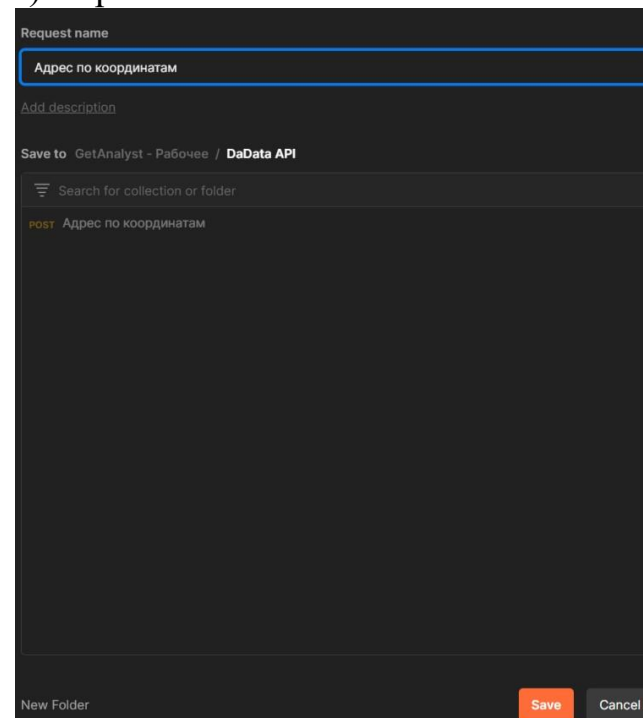 Request name
Адрес по координатам
Add description
Save to GetAnalyst - Рабочее / DaData API
Search for collection or folder
POST Адрес по координатам
New Folder
Save Cancel